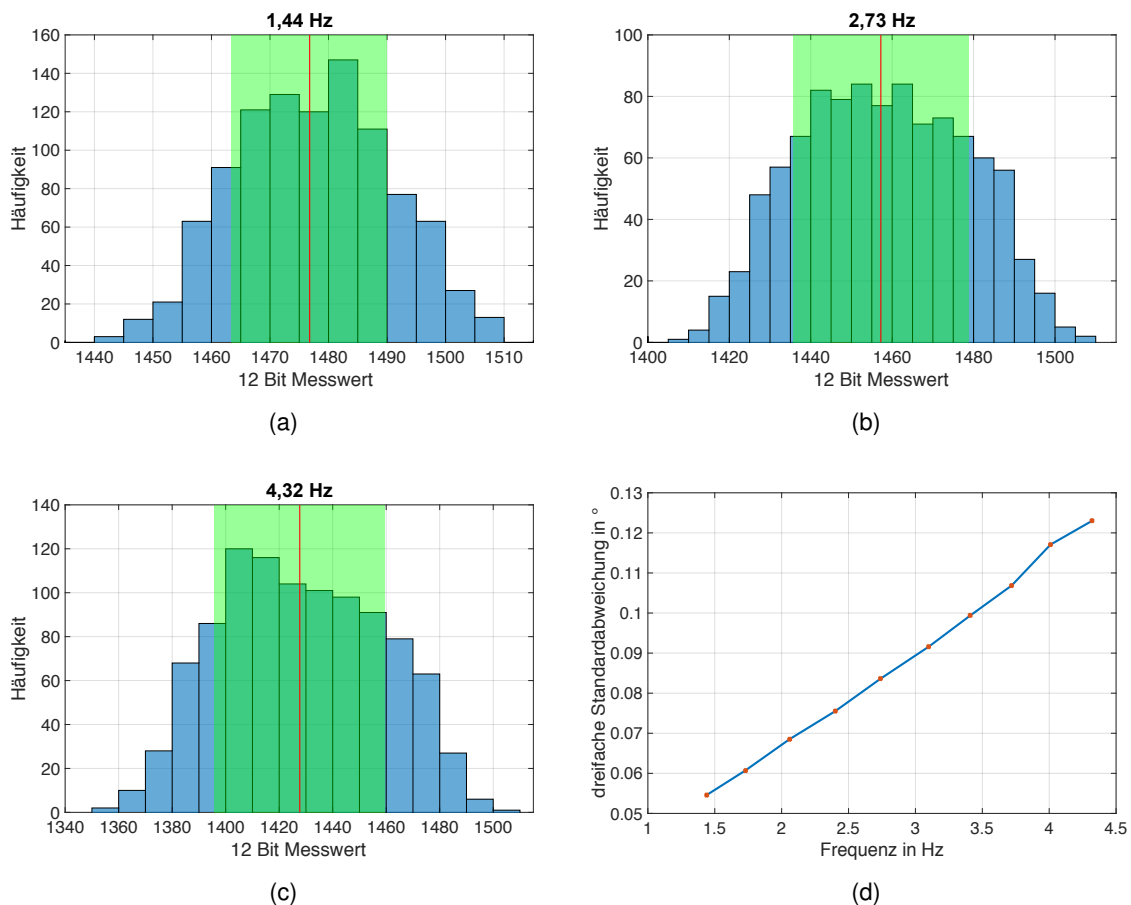 1,44 Hz
160
140
120
100
80
60
40
20
0
Häufigkeit
1440 1450 1460 1470 1480 1490 1500 1510
12 Bit Messwert
(a)
2,73 Hz
100
80
60
40
20
0
Häufigkeit
1400 1420 1440 1460 1480 1500
12 Bit Messwert
(b)
4,32 Hz
140
120
100
80
60
40
20
0
Häufigkeit
1340 1360 1380 1400 1420 1440 1460 1480 1500
12 Bit Messwert
(c)
0.13
0.12
0.11
0.1
0.09
0.08
0.07
0.06
0.05
dreifache Standardabweichung in °
1 1.5 2 2.5 3 3.5 4 4.5
Frequenz in Hz
(d)